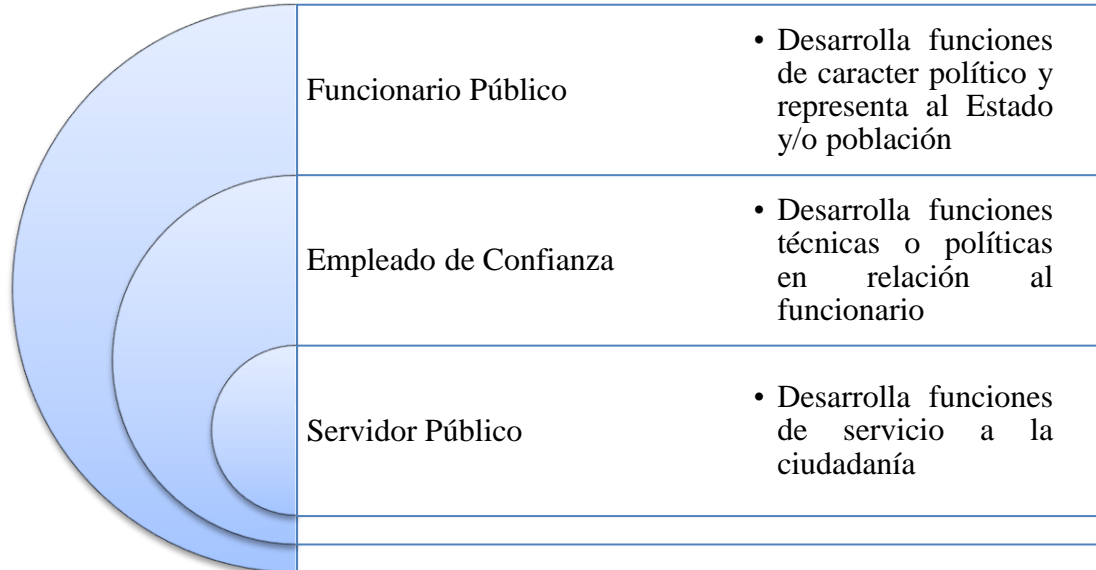 Funcionario Público
• Desarrolla funciones
de caracter político y
representa al Estado
y/o población
Empleado de Confianza
• Desarrolla funciones
técnicas o políticas
en relación al
funcionario
Servidor Público
• Desarrolla funciones
de servicio a la
ciudadanía